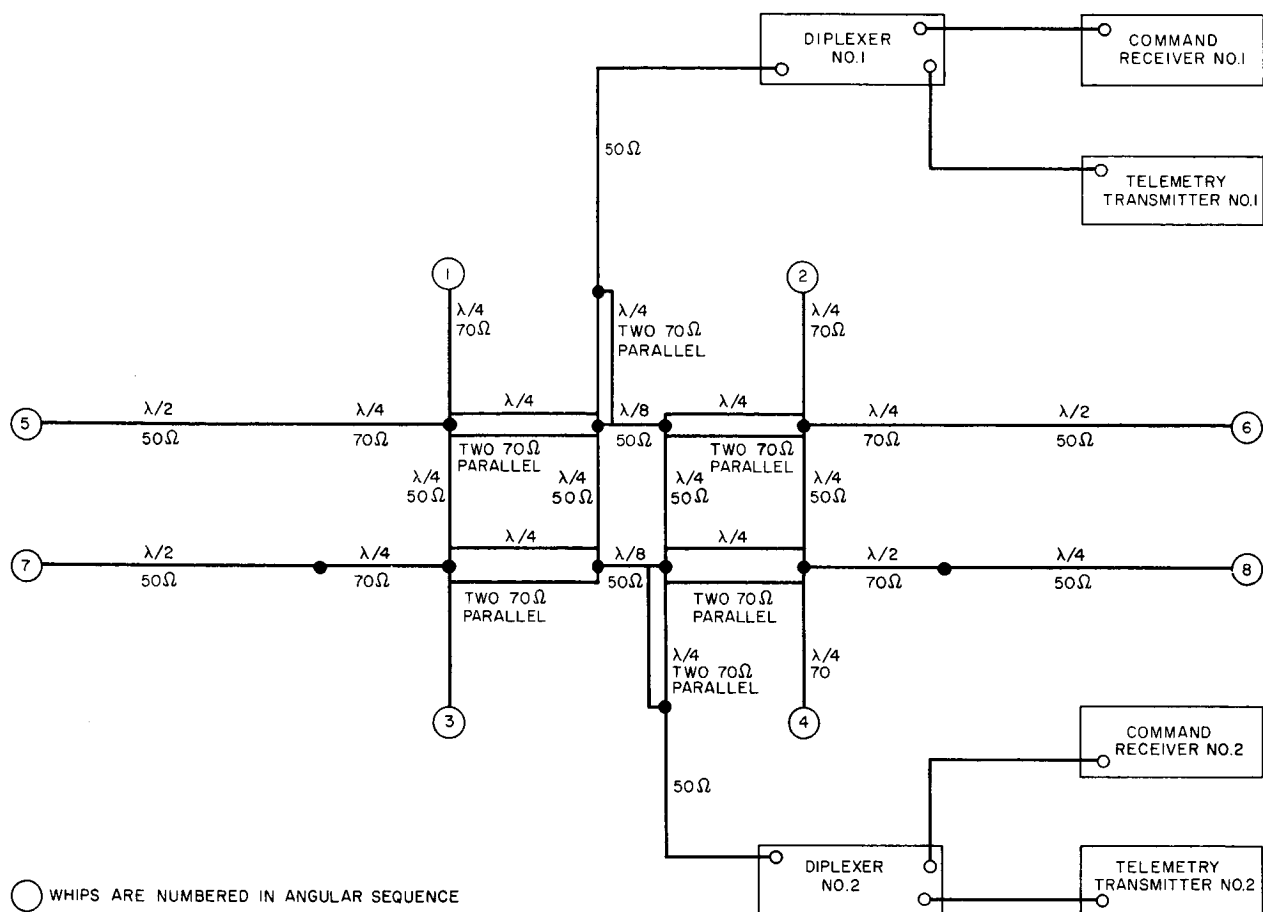 DIPLEXER
NO.1
COMMAND
RECEIVER NO.1
50Ω
TELEMETRY
TRANSMITTER NO.1
1
2
λ/4
70Ω
λ/4
TWO 70Ω
PARALLEL
λ/4
70Ω
5
λ/2
50Ω
λ/4
70Ω
λ/4
TWO 70Ω
PARALLEL
λ/8
50Ω
λ/4
TWO 70Ω
PARALLEL
λ/4
70Ω
λ/2
50Ω
6
λ/4
50Ω
λ/4
50Ω
λ/4
50Ω
λ/4
50Ω
7
λ/2
50Ω
λ/4
70Ω
λ/4
TWO 70Ω
PARALLEL
λ/8
50Ω
λ/4
TWO 70Ω
PARALLEL
λ/2
70Ω
λ/4
50Ω
8
λ/4
TWO 70Ω
PARALLEL
λ/4
70
3
4
50Ω
COMMAND
RECEIVER NO.2
DIPLEXER
NO.2
TELEMETRY
TRANSMITTER NO.2
WHIPS ARE NUMBERED IN ANGULAR SEQUENCE